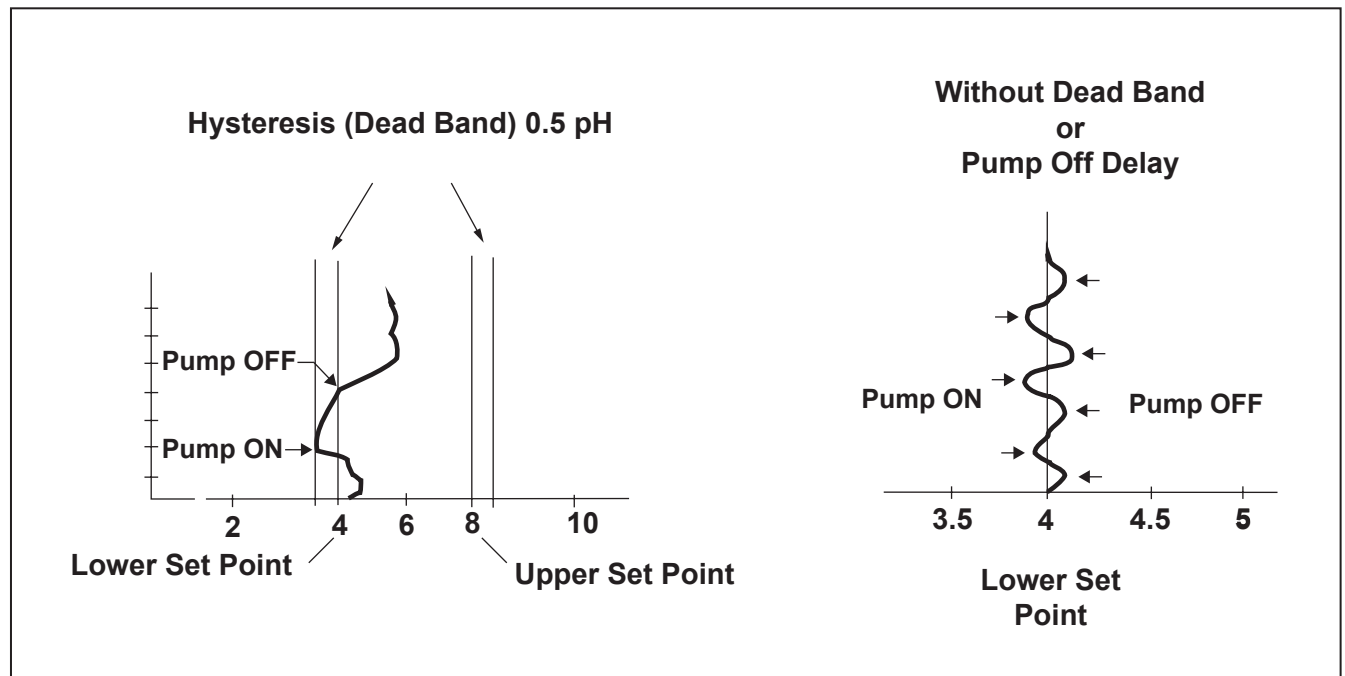 Hysteresis (Dead Band) 0.5 pH
Pump OFF
Pump ON
2 4 6 8 10
Lower Set Point
Upper Set Point
Without Dead Band
or
Pump Off Delay
Pump ON
Pump OFF
3.5 4 4.5 5
Lower Set
Point